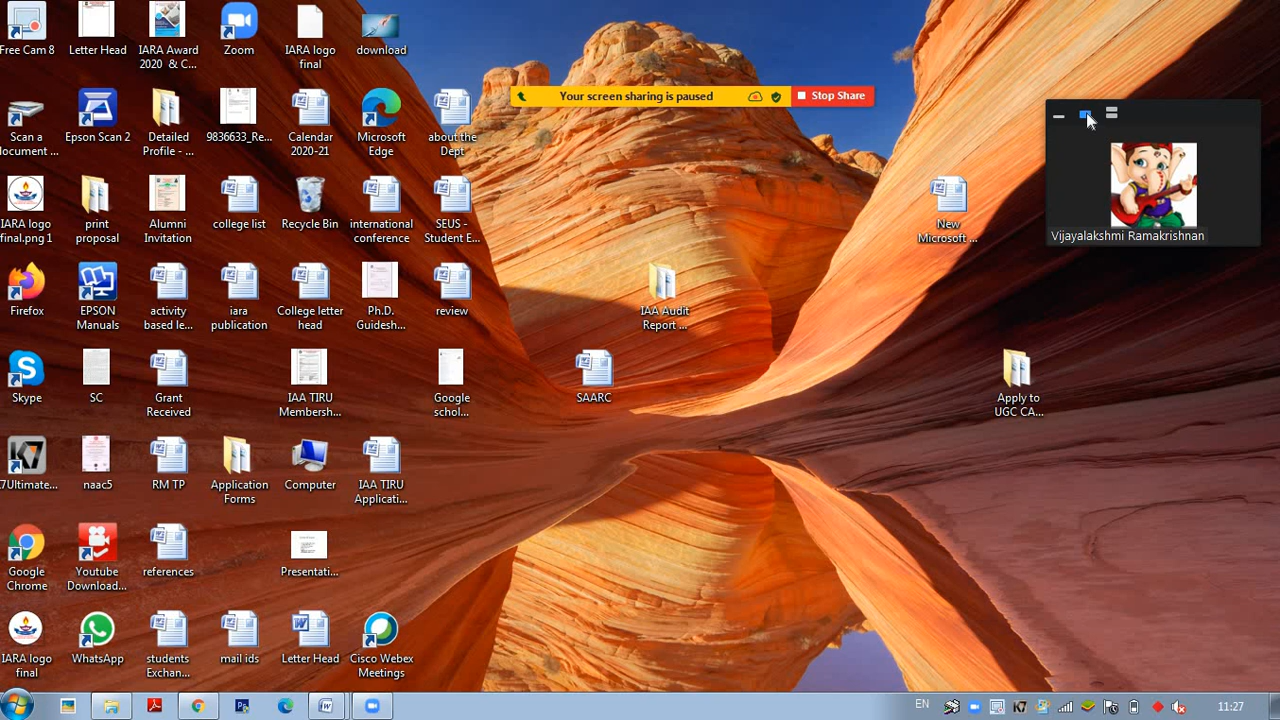 Free Cam 8
Letter Head
IARA Award
2020 & C...
Zoom
IARA logo
final
download
Your screen sharing is paused
Stop Share
Scan a
document ...
Epson Scan 2
Detailed
Profile - ...
9836633_Re...
Calendar
2020-21
Microsoft
Edge
about the
Dept
Vijayalakshmi Ramakrishnan
IARA logo
final.png 1
print
proposal
Alumni
Invitation
college list
Recycle Bin
international
conference
SEUS -
Student E...
New
Microsoft ...
Firefox
EPSON
Manuals
activity
based le...
iara
publication
College letter
head
Ph.D.
Guidesh...
review
IAA Audit
Report ...
Skype
SC
Grant
Received
IAA TIRU
Membersh...
Google
schol...
SAARC
Apply to
UGC CA...
K7Ultimate...
naac5
RM TP
Application
Forms
Computer
IAA TIRU
Applicati...
Google
Chrome
Youtube
Download...
references
Presentati...
IARA logo
final
WhatsApp
students
Exchan...
mail ids
Letter Head
Cisco Webex
Meetings
EN
K7
11:27